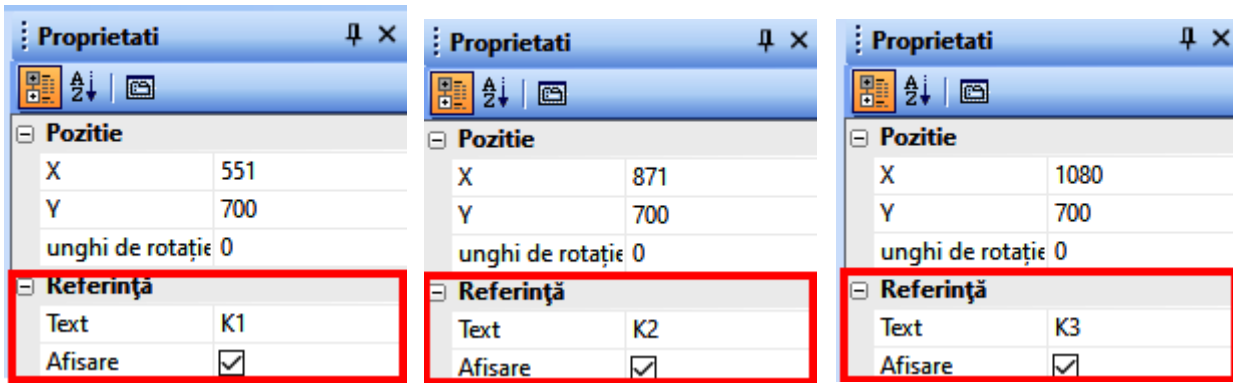 Proprietati
Pozitie
X 551
Y 700
unghi de rotație 0
Referinţă
Text K1
Afisare
Proprietati
Pozitie
X 871
Y 700
unghi de rotație 0
Referinţă
Text K2
Afisare
Proprietati
Pozitie
X 1080
Y 700
unghi de rotație 0
Referinţă
Text K3
Afisare